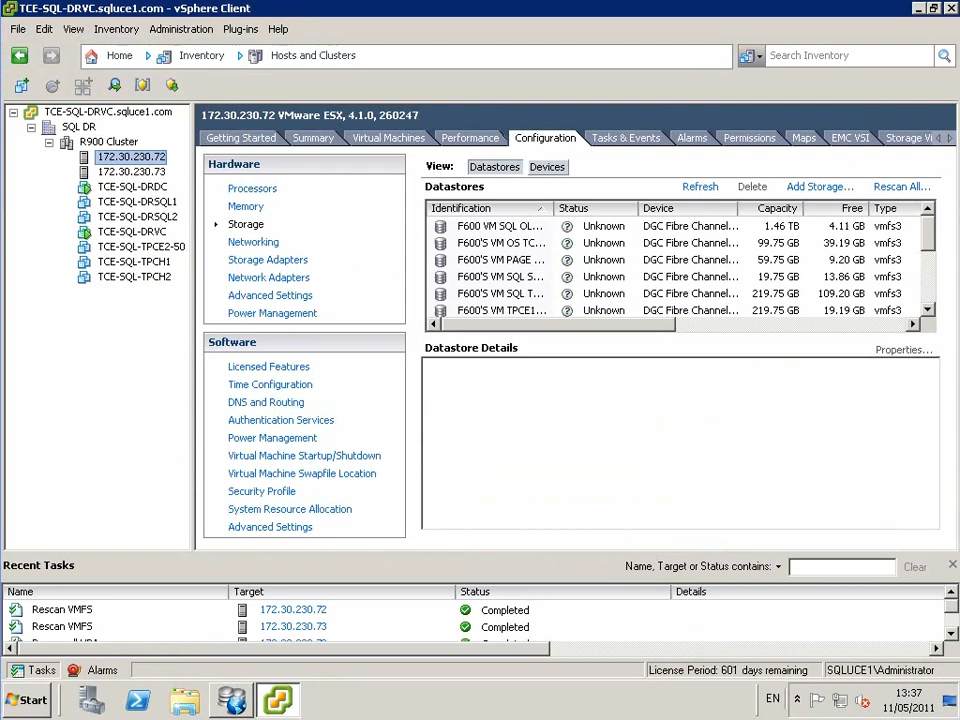 TCE-SQL-DRVC.sqluce1.com - vSphere Client
File Edit View Inventory Administration Plug-ins Help
Home Inventory Hosts and Clusters Search Inventory
TCE-SQL-DRVC.sqluce1.com
SQL DR
R900 Cluster
172.30.230.72
172.30.230.73
TCE-SQL-DRDC
TCE-SQL-DRSQL1
TCE-SQL-DRSQL2
TCE-SQL-DRVC
TCE-SQL-TPCE2-50
TCE-SQL-TPCH1
TCE-SQL-TPCH2
172.30.230.72 VMware ESX, 4.1.0, 260247
Getting Started Summary Virtual Machines Performance Configuration Tasks & Events Alarms Permissions Maps EMC VSI Storage Vi
Hardware
Processors
Memory
Storage
Networking
Storage Adapters
Network Adapters
Advanced Settings
Power Management
Software
Licensed Features
Time Configuration
DNS and Routing
Authentication Services
Power Management
Virtual Machine Startup/Shutdown
Virtual Machine Swapfile Location
Security Profile
System Resource Allocation
Advanced Settings
View: Datastores Devices
Datastores Refresh Delete Add Storage... Rescan All...
Identification Status Device Capacity Free Type
F600 VM SQL OL... Unknown DGC Fibre Channel... 1.46 TB 4.11 GB vmfs3
F600'S VM OS TC... Unknown DGC Fibre Channel... 99.75 GB 39.19 GB vmfs3
F600'S VM PAGE ... Unknown DGC Fibre Channel... 59.75 GB 9.20 GB vmfs3
F600'S VM SQL S... Unknown DGC Fibre Channel... 19.75 GB 13.86 GB vmfs3
F600'S VM SQL T... Unknown DGC Fibre Channel... 219.75 GB 109.20 GB vmfs3
F600'S VM TPCE1... Unknown DGC Fibre Channel... 219.75 GB 19.19 GB vmfs3
Datastore Details Properties...
Recent Tasks Name, Target or Status contains: Clear
Name Target Status Details
Rescan VMFS 172.30.230.72 Completed
Rescan VMFS 172.30.230.73 Completed
Tasks Alarms License Period: 601 days remaining SQLUCE1\Administrator
Start EN 13:37
11/05/2011